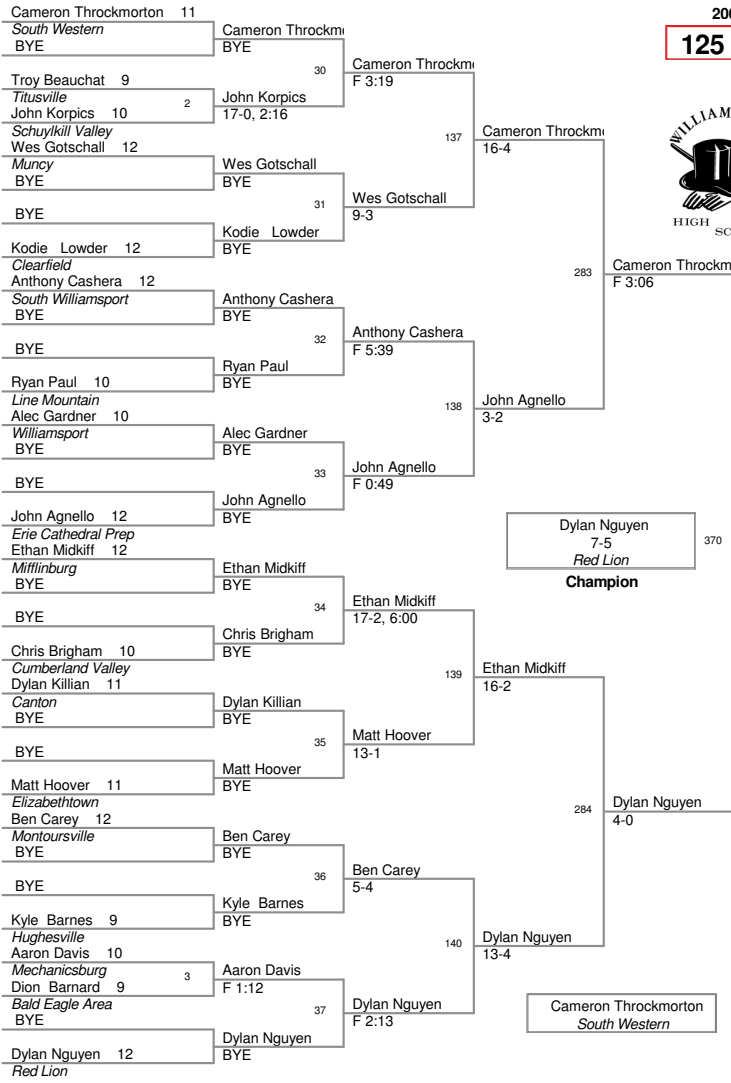 Cameron Throckmorton 11
South Western
BYE
Troy Beauchat 9
Titusville
John Korpics 10
Schuylkill Valley
Wes Gotschall 12
Muncy
BYE
BYE
Kodie Lowder 12
Clearfield
Anthony Cashera 12
South Williamsport
BYE
BYE
Ryan Paul 10
Line Mountain
Alec Gardner 10
Williamsport
BYE
BYE
John Agnello 12
Erie Cathedral Prep
Ethan Midkiff 12
Mifflinburg
BYE
BYE
Chris Brigham 10
Cumberland Valley
Dylan Killian 11
Canton
BYE
BYE
Matt Hoover 11
Elizabethtown
Ben Carey 12
Montoursville
BYE
BYE
Kyle Barnes 9
Hughesville
Aaron Davis 10
Mechanicsburg
Dion Barnard 9
Bald Eagle Area
BYE
Dylan Nguyen 12
Red Lion
2
3
Cameron Throckm
BYE
John Korpics
17-0, 2:16
Wes Gotschall
BYE
Kodie Lowder
BYE
Anthony Cashera
BYE
Ryan Paul
BYE
Alec Gardner
BYE
John Agnello
BYE
Ethan Midkiff
BYE
Chris Brigham
BYE
Dylan Killian
BYE
Matt Hoover
BYE
Ben Carey
BYE
Kyle Barnes
BYE
Aaron Davis
F 1:12
Dylan Nguyen
BYE
30
31
32
33
34
35
36
37
Cameron Throckm
F 3:19
Wes Gotschall
9-3
Anthony Cashera
F 5:39
John Agnello
F 0:49
Ethan Midkiff
17-2, 6:00
Matt Hoover
13-1
Ben Carey
5-4
Dylan Nguyen
F 2:13
137
138
139
140
Cameron Throckm
16-4
John Agnello
3-2
Ethan Midkiff
16-2
Dylan Nguyen
13-4
283
284
Cameron Throckm
F 3:06
Dylan Nguyen
4-0
200
125
WILLIAM
HIGH
SC
Dylan Nguyen
7-5
Red Lion
370
Champion
Cameron Throckmorton
South Western